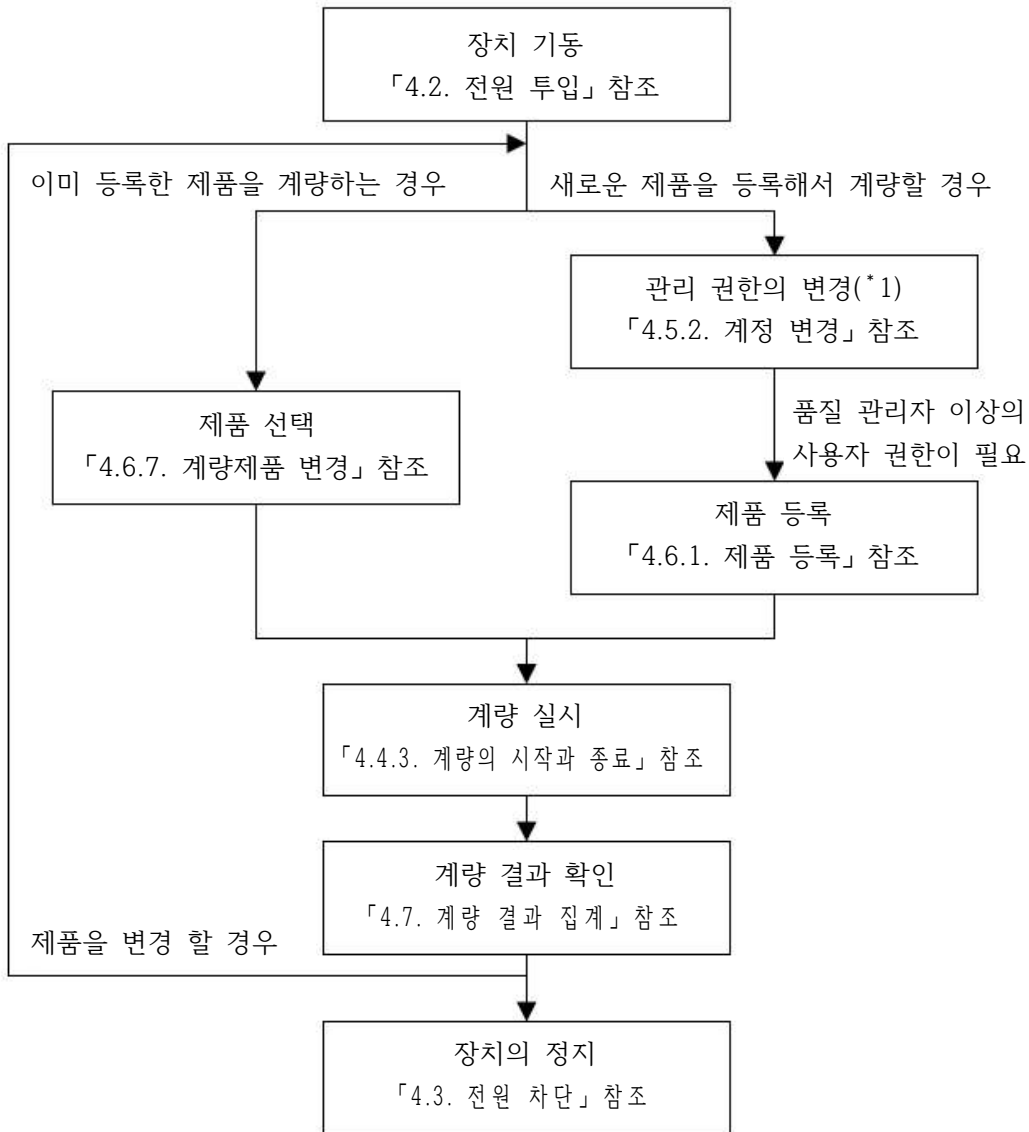 장치 기동
「4.2. 전원 투입」 참조
이미 등록한 제품을 계량하는 경우
새로운 제품을 등록해서 계량할 경우
관리 권한의 변경(*1)
「4.5.2. 계정 변경」 참조
제품 선택
「4.6.7. 계량제품 변경」 참조
품질 관리자 이상의
사용자 권한이 필요
제품 등록
「4.6.1. 제품 등록」 참조
계량 실시
「4.4.3. 계량의 시작과 종료」 참조
계량 결과 확인
「4.7. 계량 결과 집계」 참조
제품을 변경 할 경우
장치의 정지
「4.3. 전원 차단」 참조